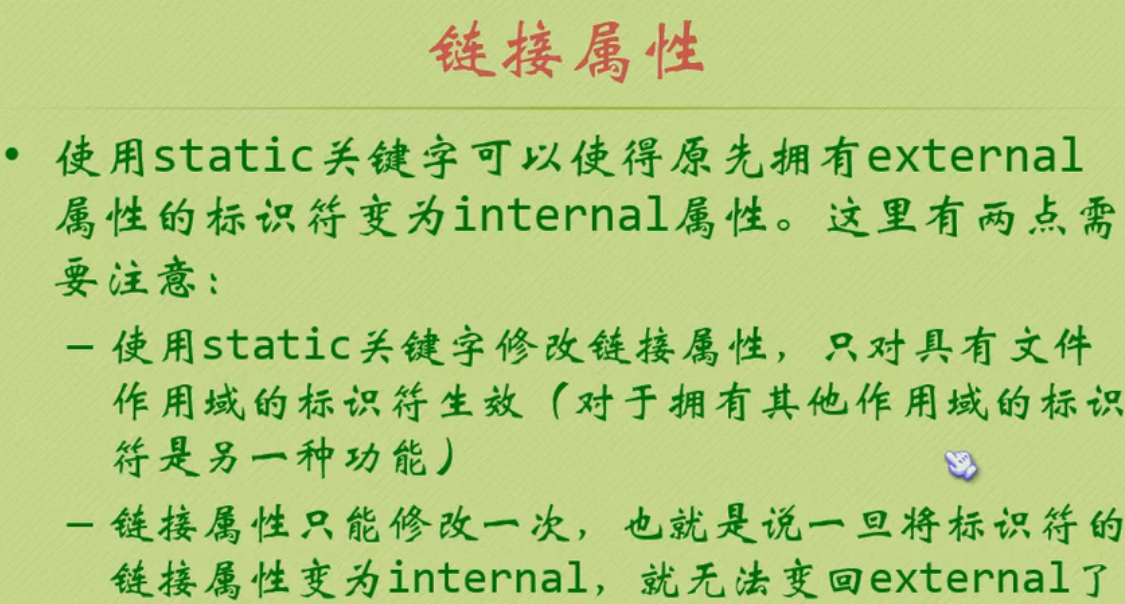 链接属性
• 使用static关键字可以使得原先拥有external
属性的标识符变为internal属性。这里有两点需
要注意：
– 使用static关键字修改链接属性，只对具有文件
作用域的标识符生效（对于拥有其他作用域的标识
符是另一种功能）
– 链接属性只能修改一次，也就是说一旦将标识符的
链接属性变为internal，就无法变回external了